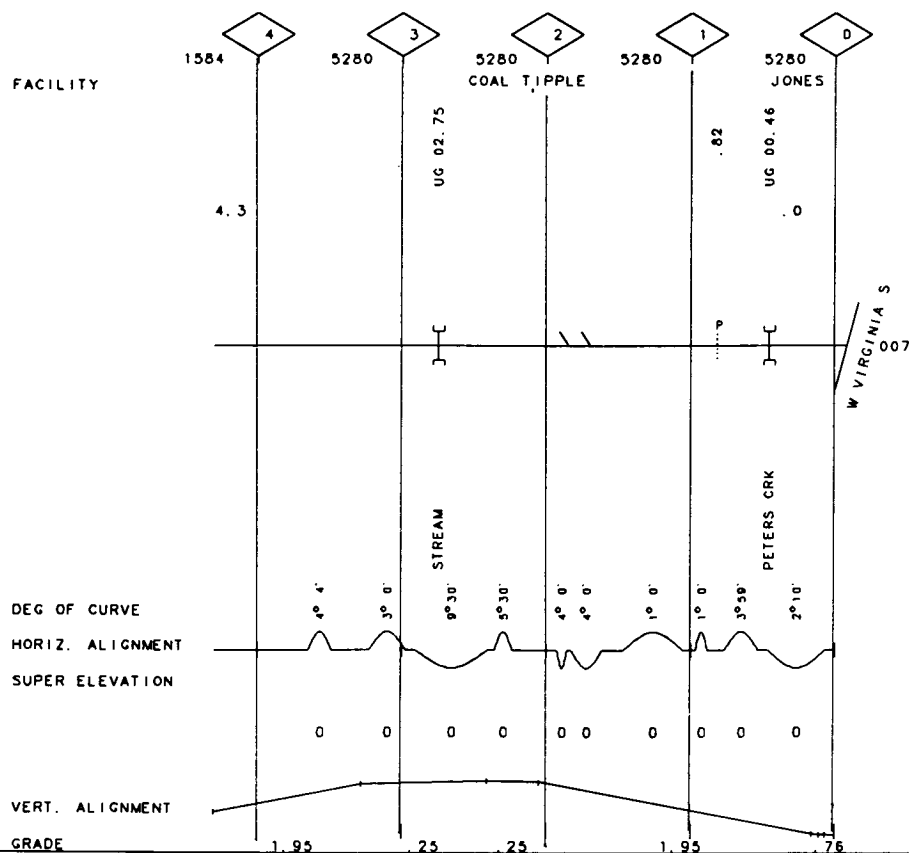 4 3 2 1 0
1584 5280 5280 5280 5280
FACILITY COAL TIPPLE JONES
UG 02.75 .82 UG 00.46
4.3 .0
P
W VIRGINIA S
007
STREAM PETERS CRK
DEG OF CURVE 4° 4' 3° 0' 9°30' 5°30' 4° 0' 4° 0' 1° 0' 1° 0' 3°59' 2°10'
HORIZ. ALIGNMENT
SUPER ELEVATION
0 0 0 0 0 0 0 0 0 0
VERT. ALIGNMENT
GRADE 1.95 .25 .25 1.95 .76